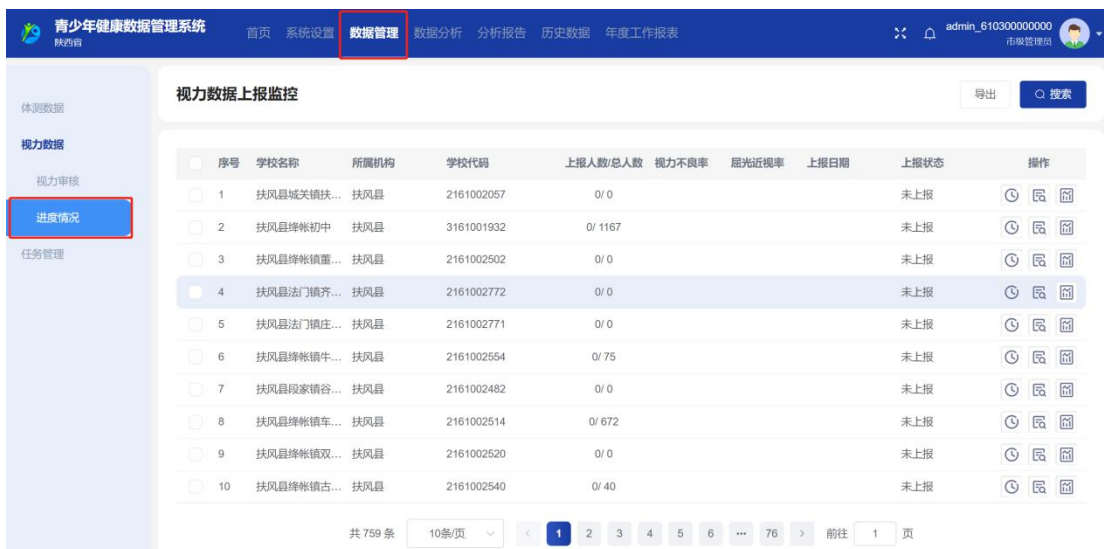 青少年健康数据管理系统
陕西省
首页 系统设置 数据管理 数据分析 分析报告 历史数据 年度工作报表
admin_610300000000
市级管理员
体测数据
视力数据
视力审核
进度情况
任务管理
视力数据上报监控
导出 搜索
序号 学校名称 所属机构 学校代码 上报人数/总人数 视力不良率 屈光近视率 上报日期 上报状态 操作
1 扶风县城关镇扶... 扶风县 2161002057 0/ 0 未上报
2 扶风县绛帐初中 扶风县 3161001932 0/ 1167 未上报
3 扶风县绛帐镇董... 扶风县 2161002502 0/ 0 未上报
4 扶风县法门镇齐... 扶风县 2161002772 0/ 0 未上报
5 扶风县法门镇庄... 扶风县 2161002771 0/ 0 未上报
6 扶风县绛帐镇牛... 扶风县 2161002554 0/ 75 未上报
7 扶风县段家镇谷... 扶风县 2161002482 0/ 0 未上报
8 扶风县绛帐镇车... 扶风县 2161002514 0/ 672 未上报
9 扶风县绛帐镇双... 扶风县 2161002520 0/ 0 未上报
10 扶风县绛帐镇古... 扶风县 2161002540 0/ 40 未上报
共 759 条 10条/页 < 1 2 3 4 5 6 ••• 76 > 前往 1 页